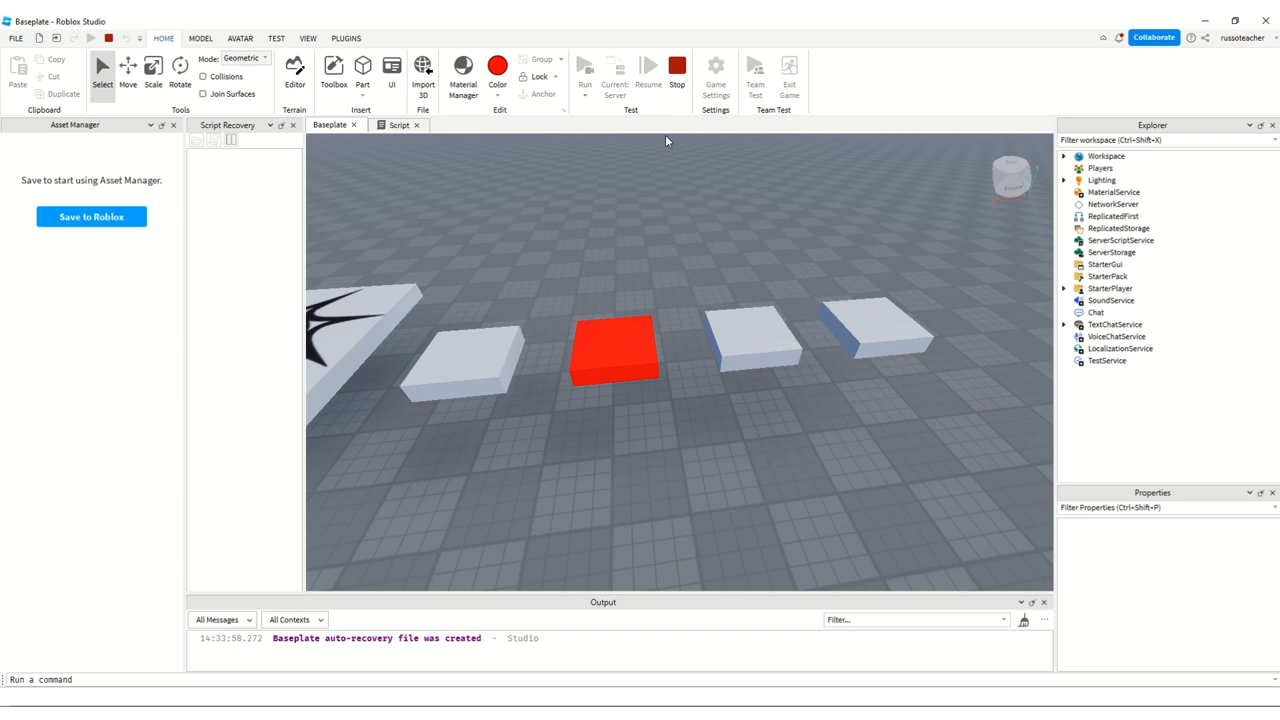 Baseplate - Roblox Studio
FILE HOME MODEL AVATAR TEST VIEW PLUGINS Collaborate russoteacher
Paste Copy Cut Duplicate Clipboard
Select Move Scale Rotate Mode: Geometric Collisions Join Surfaces Tools
Editor Terrain
Toolbox Part UI Insert
Import 3D File
Material Manager Color Group Lock Anchor Edit
Run Current: Server Resume Stop Test
Game Settings Settings
Team Test Exit Game Team Test
Asset Manager
Save to start using Asset Manager.
Save to Roblox
Script Recovery
Baseplate Script
Explorer
Filter workspace (Ctrl+Shift+X)
Workspace
Players
Lighting
MaterialService
NetworkServer
ReplicatedFirst
ReplicatedStorage
ServerScriptService
ServerStorage
StarterGui
StarterPack
StarterPlayer
SoundService
Chat
TextChatService
VoiceChatService
LocalizationService
TestService
Properties
Filter Properties (Ctrl+Shift+P)
Output
All Messages All Contexts Filter...
14:33:58.272 Baseplate auto-recovery file was created - Studio
Run a command